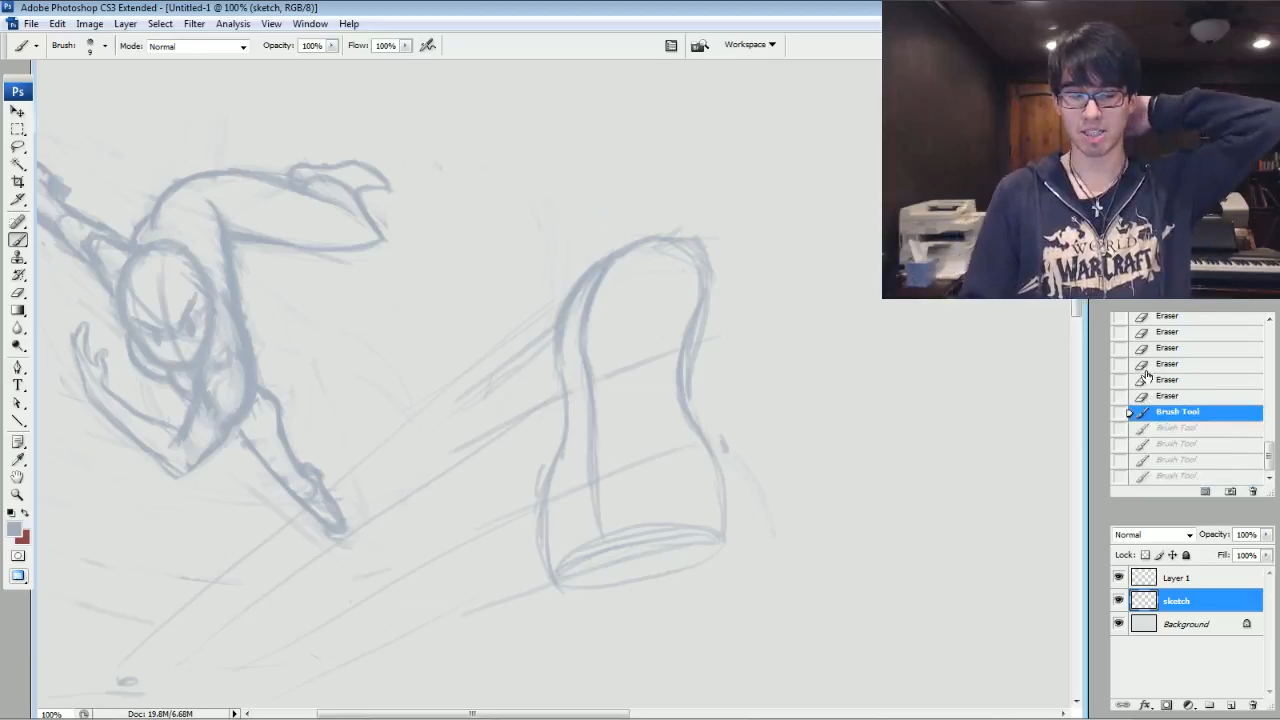 Adobe Photoshop CS3 Extended - [Untitled-1 @ 100% (sketch, RGB/8)]
File Edit Image Layer Select Filter Analysis View Window Help
Brush: 9 Mode: Normal Opacity: 100% Flow: 100% Workspace
Ps
T
WORLD
WARCRAFT
Eraser
Eraser
Eraser
Eraser
Eraser
Eraser
Brush Tool
Brush Tool
Brush Tool
Brush Tool
Brush Tool
Normal Opacity: 100%
Lock: Fill: 100%
Layer 1
sketch
Background
100% Doc: 19.8M/6.68M